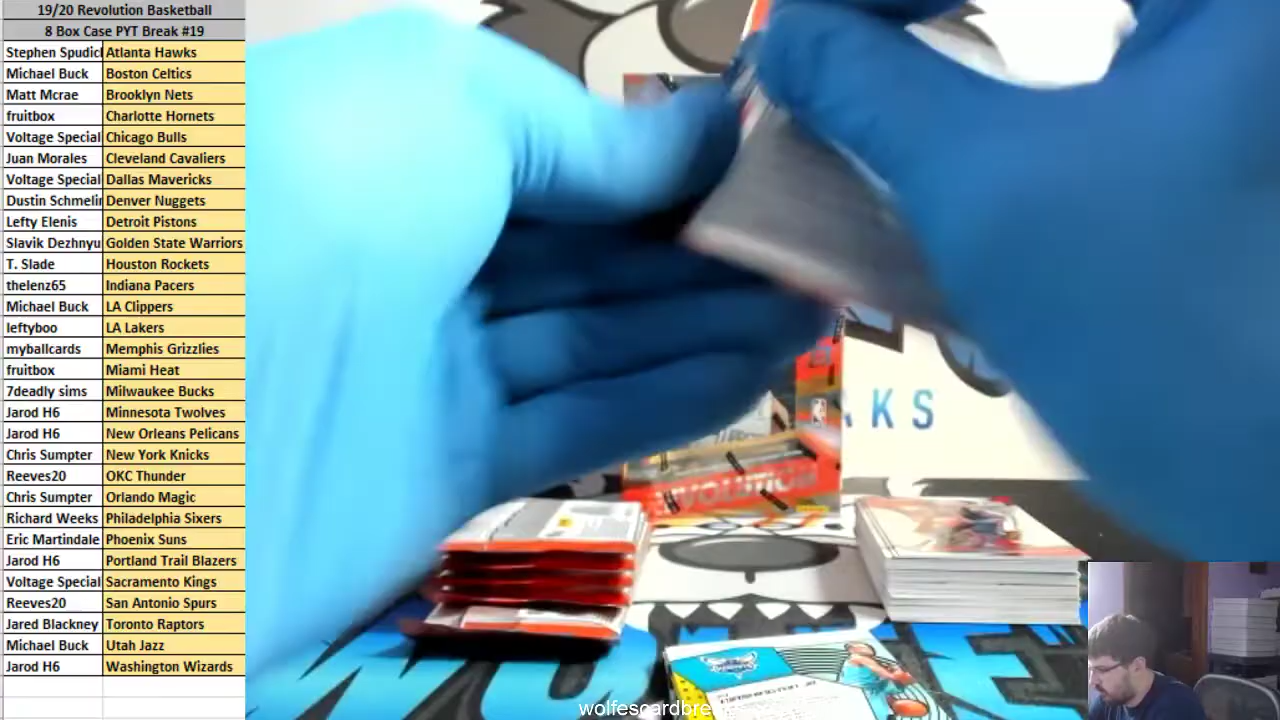 19/20 Revolution Basketball
8 Box Case PYT Break #19
Stephen Spudicl Atlanta Hawks
Michael Buck Boston Celtics
Matt Mcrae Brooklyn Nets
fruitbox Charlotte Hornets
Voltage Special Chicago Bulls
Juan Morales Cleveland Cavaliers
Voltage Special Dallas Mavericks
Dustin Schmelin Denver Nuggets
Lefty Elenis Detroit Pistons
Slavik Dezhnyu Golden State Warriors
T. Slade Houston Rockets
thelenz65 Indiana Pacers
Michael Buck LA Clippers
leftyboo LA Lakers
myballcards Memphis Grizzlies
fruitbox Miami Heat
7deadly sims Milwaukee Bucks
Jarod H6 Minnesota Twolves
Jarod H6 New Orleans Pelicans
Chris Sumpter New York Knicks
Reeves20 OKC Thunder
Chris Sumpter Orlando Magic
Richard Weeks Philadelphia Sixers
Eric Martindale Phoenix Suns
Jarod H6 Portland Trail Blazers
Voltage Special Sacramento Kings
Reeves20 San Antonio Spurs
Jared Blackney Toronto Raptors
Michael Buck Utah Jazz
Jarod H6 Washington Wizards
AKS
REVOLUTION
WASHINGTON JR.
wolfescardbre